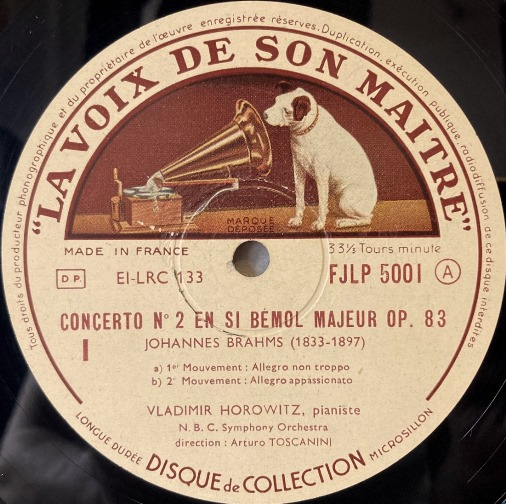 Tous droits du producteur phonographique et du propriétaire de l'œuvre enregistrée réservés. Duplication, exécution publique, radiodiffusion de ce disque interdites
"LA VOIX DE SON MAITRE"
MARQUE
DÉPOSÉE
MADE IN FRANCE
33⅓ Tours minute
D.P.
EI-LRC 133
FJLP 5001 A
CONCERTO Nº 2 EN SI BÉMOL MAJEUR OP. 83
I
JOHANNES BRAHMS (1833-1897)
a) 1er Mouvement : Allegro non troppo
b) 2e Mouvement : Allegro appassionato
VLADIMIR HOROWITZ, pianiste
N. B. C. Symphony Orchestra
direction : Arturo TOSCANINI
LONGUE DURÉE DISQUE de COLLECTION MICROSILLON